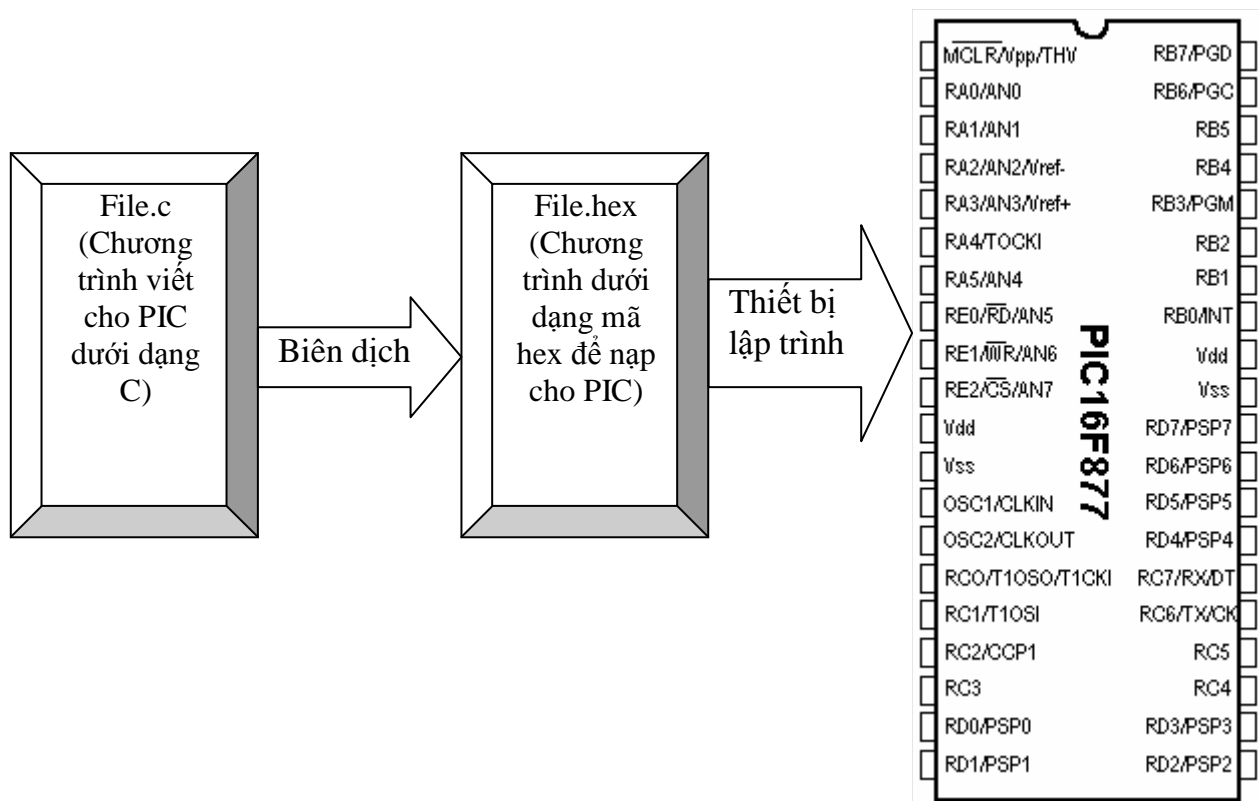 File.c
(Chương
trình viết
cho PIC
dưới dạng
C)
Biên dịch
File.hex
(Chương
trình dưới
dạng mã
hex để nạp
cho PIC)
Thiết bị
lập trình
MCLR/Vpp/THV
RA0/AN0
RA1/AN1
RA2/AN2/Vref-
RA3/AN3/Vref+
RA4/TOCKI
RA5/AN4
RE0/RD/AN5
RE1/WR/AN6
RE2/CS/AN7
Vdd
Vss
OSC1/CLKIN
OSC2/CLKOUT
RCO/T1OSO/T1CKI
RC1/T1OSI
RC2/CCP1
RC3
RD0/PSP0
RD1/PSP1
PIC16F877
RB7/PGD
RB6/PGC
RB5
RB4
RB3/PGM
RB2
RB1
RB0/INT
Vdd
Vss
RD7/PSP7
RD6/PSP6
RD5/PSP5
RD4/PSP4
RC7/RX/DT
RC6/TX/CK
RC5
RC4
RD3/PSP3
RD2/PSP2